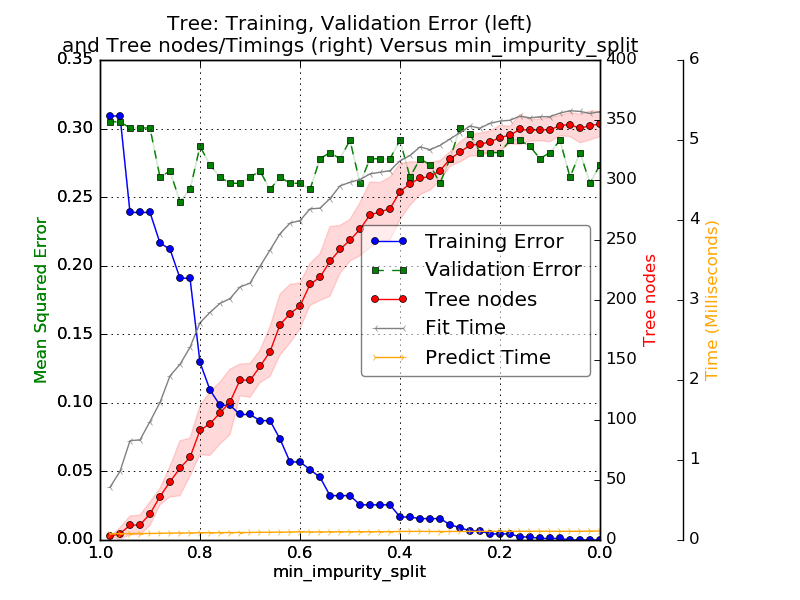 Tree: Training, Validation Error (left)
and Tree nodes/Timings (right) Versus min_impurity_split
Mean Squared Error
0.35
0.30
0.25
0.20
0.15
0.10
0.05
0.00
1.0
0.8
0.6
0.4
0.2
0.0
min_impurity_split
Training Error
Validation Error
Tree nodes
Fit Time
Predict Time
400
350
300
250
200
150
100
50
0
Tree nodes
6
5
4
3
2
1
0
Time (Milliseconds)